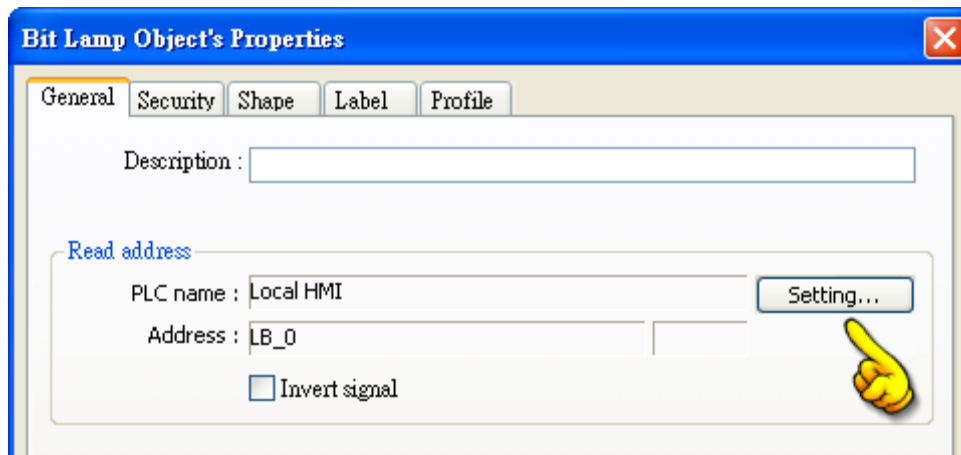 Bit Lamp Object's Properties
General Security Shape Label Profile
Description :
Read address
PLC name : Local HMI Setting...
Address : LB_0
Invert signal